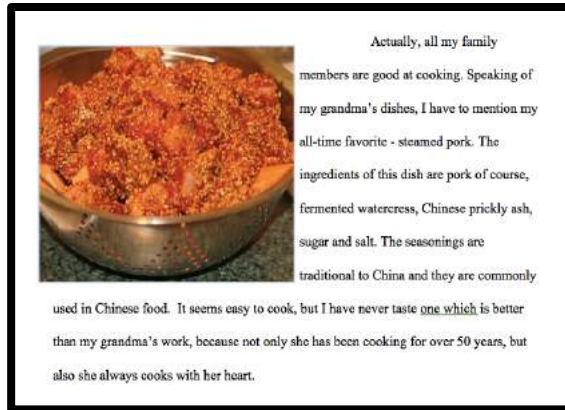 Actually, all my family
members are good at cooking. Speaking of
my grandma's dishes, I have to mention my
all-time favorite - steamed pork. The
ingredients of this dish are pork of course,
fermented watercress, Chinese prickly ash,
sugar and salt. The seasonings are
traditional to China and they are commonly
used in Chinese food. It seems easy to cook, but I have never taste one which is better
than my grandma's work, because not only she has been cooking for over 50 years, but
also she always cooks with her heart.